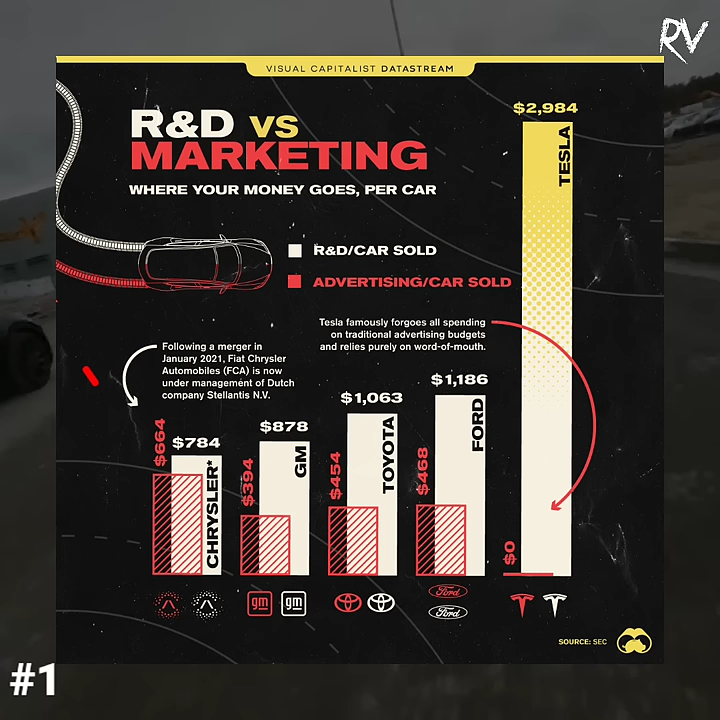 RV
VISUAL CAPITALIST DATASTREAM
R&D VS
MARKETING
WHERE YOUR MONEY GOES, PER CAR
R&D/CAR SOLD
ADVERTISING/CAR SOLD
Tesla famously forgoes all spending
on traditional advertising budgets
and relies purely on word-of-mouth.
Following a merger in
January 2021, Fiat Chrysler
Automobiles (FCA) is now
under management of Dutch
company Stellantis N.V.
$664
$784
CHRYSLER*
$394
$878
GM
$454
$1,063
TOYOTA
$468
$1,186
FORD
$0
$2,984
TESLA
gm
gm
Ford
Ford
SOURCE: SEC
#1